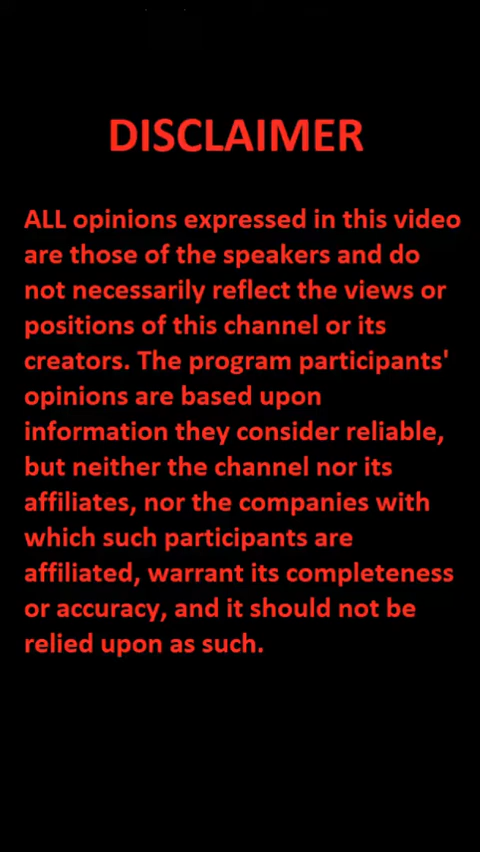 DISCLAIMER
ALL opinions expressed in this video
are those of the speakers and do
not necessarily reflect the views or
positions of this channel or its
creators. The program participants'
opinions are based upon
information they consider reliable,
but neither the channel nor its
affiliates, nor the companies with
which such participants are
affiliated, warrant its completeness
or accuracy, and it should not be
relied upon as such.